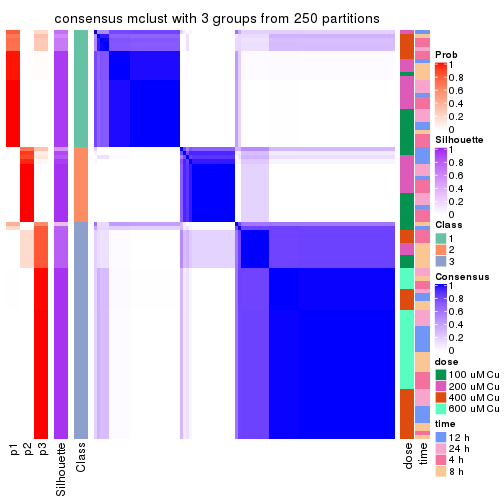 consensus mclust with 3 groups from 250 partitions
Prob
1
0.8
0.6
0.4
0.2
0
Silhouette
1
0.8
0.6
0.4
0.2
0
Class
1
2
3
Consensus
1
0.8
0.6
0.4
0.2
0
dose
100 uM Cu
200 uM Cu
400 uM Cu
600 uM Cu
time
12 h
24 h
4 h
8 h
p1
p2
p3
Silhouette
Class
dose
time